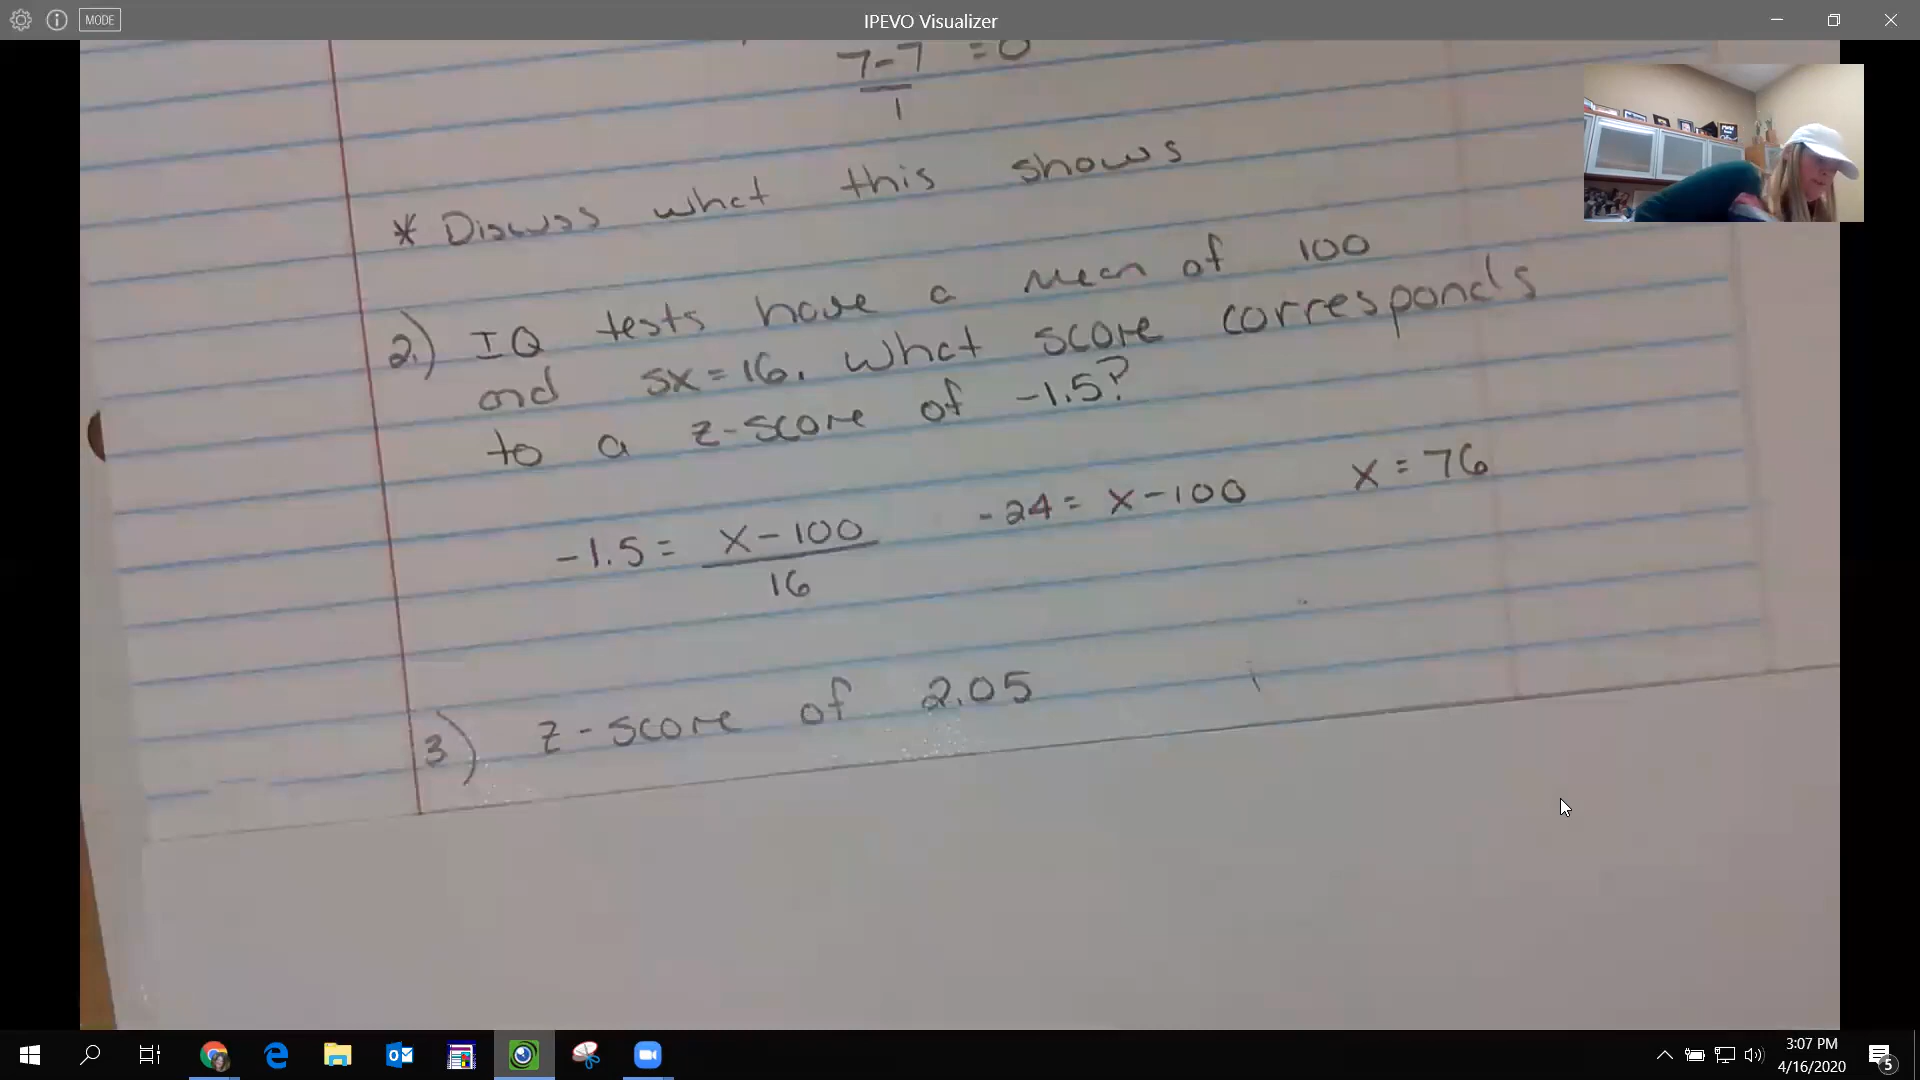 MODE
IPEVO Visualizer
7-7 = 0
1
* Discuss what this shows
2.) IQ tests have a mean of 100
and sx = 16. What score corresponds
to a z-score of -1.5?
-1.5 = x - 100 -24 = x - 100 x = 76
16
3) z-score of 2.05
3:07 PM
4/16/2020
5